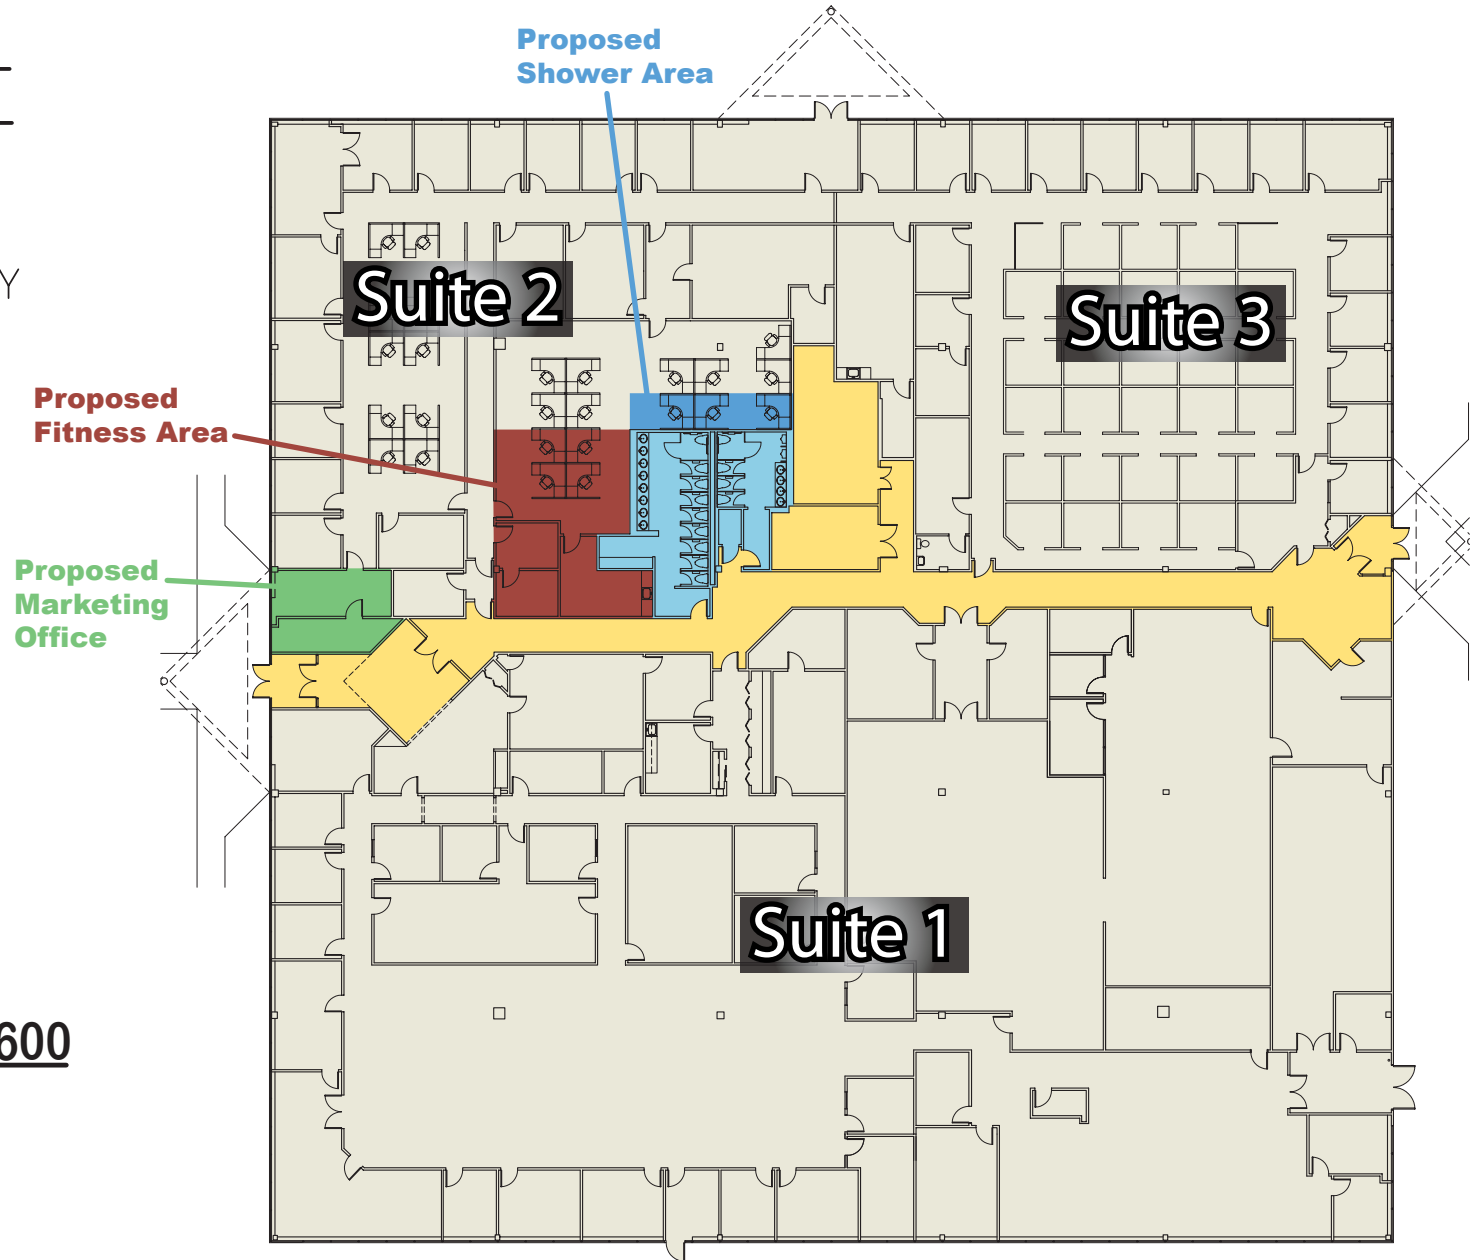 Proposed
Shower Area
Y
Suite 2
Suite 3
Proposed
Fitness Area
Proposed
Marketing
Office
Suite 1
600